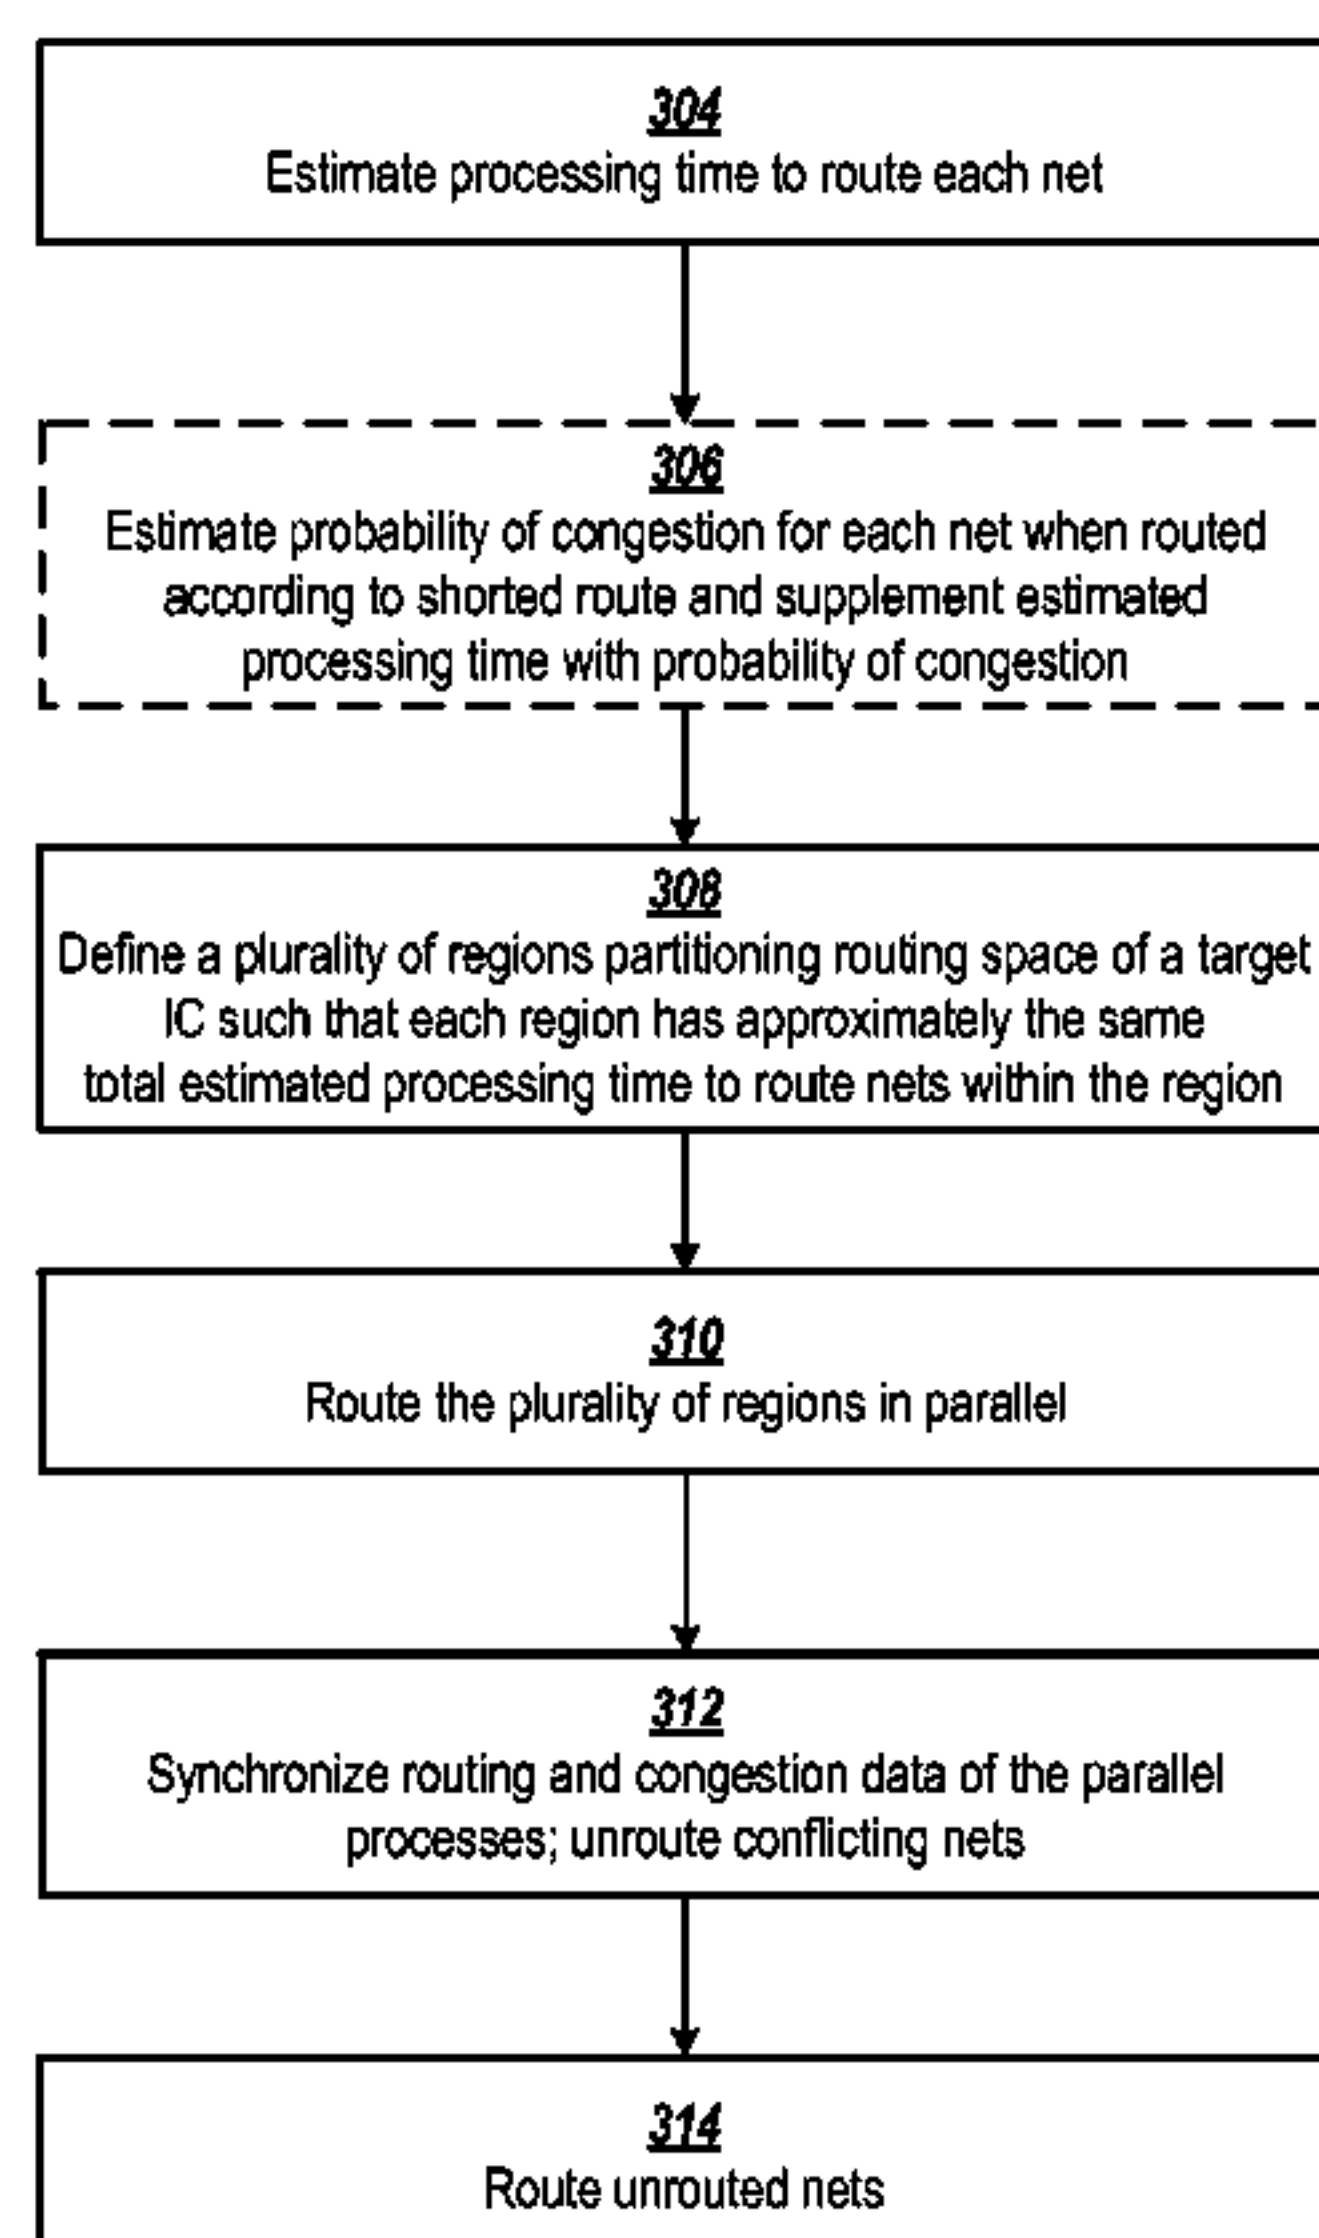 304
Estimate processing time to route each net
306
Estimate probability of congestion for each net when routed
according to shorted route and supplement estimated
processing time with probability of congestion
308
Define a plurality of regions partitioning routing space of a target
IC such that each region has approximately the same
total estimated processing time to route nets within the region
310
Route the plurality of regions in parallel
312
Synchronize routing and congestion data of the parallel
processes; unroute conflicting nets
314
Route unrouted nets